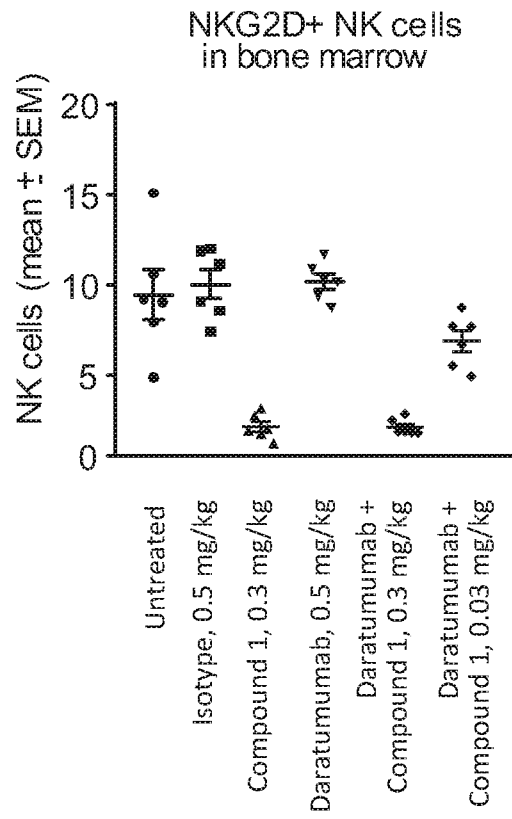 NKG2D+ NK cells
in bone marrow
NK cells (mean ± SEM)
20
15
10
5
0
Untreated
Isotype, 0.5 mg/kg
Compound 1, 0.3 mg/kg
Daratumumab, 0.5 mg/kg
Daratumumab +
Compound 1, 0.3 mg/kg
Daratumumab +
Compound 1, 0.03 mg/kg